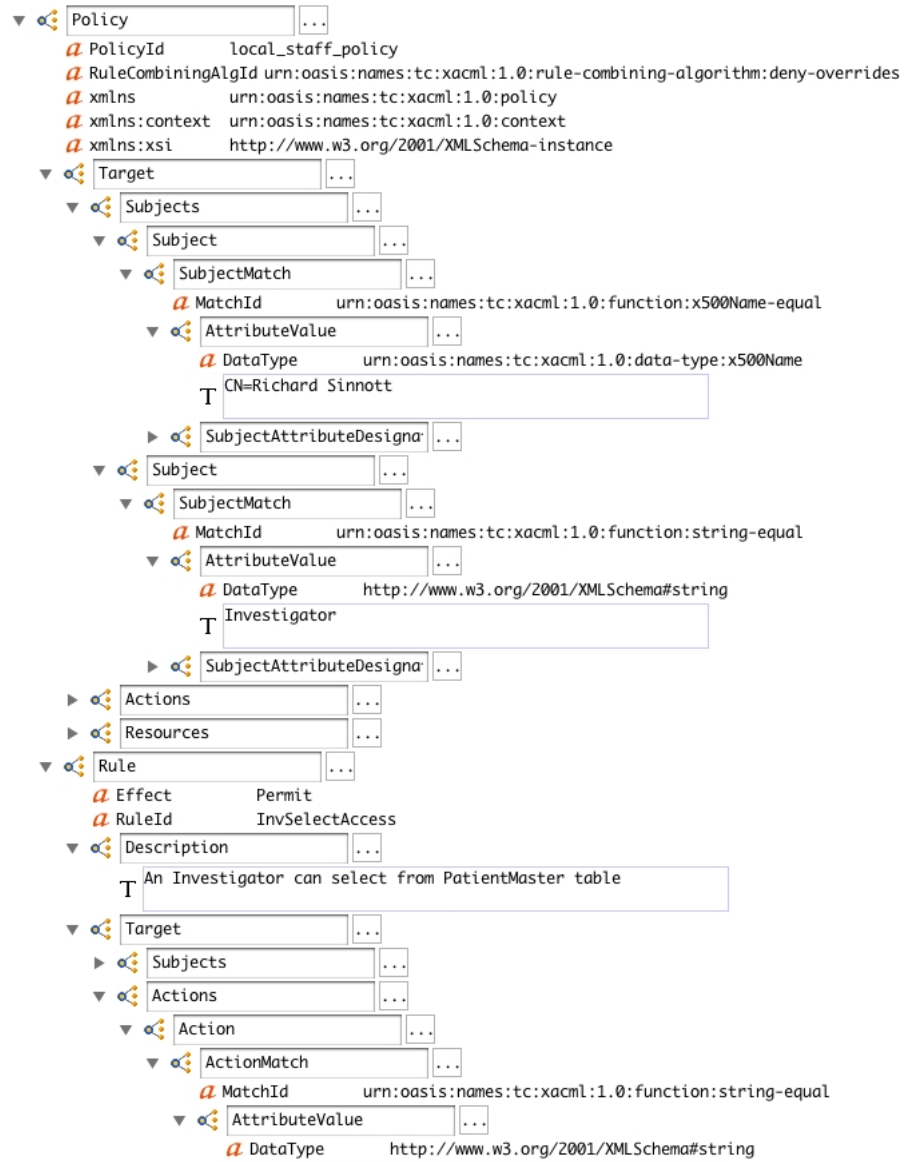 Policy ...
a PolicyId local_staff_policy
a RuleCombiningAlgId urn:oasis:names:tc:xacml:1.0:rule-combining-algorithm:deny-overrides
a xmlns urn:oasis:names:tc:xacml:1.0:policy
a xmlns:context urn:oasis:names:tc:xacml:1.0:context
a xmlns:xsi http://www.w3.org/2001/XMLSchema-instance
Target ...
Subjects ...
Subject ...
SubjectMatch ...
a MatchId urn:oasis:names:tc:xacml:1.0:function:x500Name-equal
AttributeValue ...
a DataType urn:oasis:names:tc:xacml:1.0:data-type:x500Name
T CN=Richard Sinnott
SubjectAttributeDesigna ...
Subject ...
SubjectMatch ...
a MatchId urn:oasis:names:tc:xacml:1.0:function:string-equal
AttributeValue ...
a DataType http://www.w3.org/2001/XMLSchema#string
T Investigator
SubjectAttributeDesigna ...
Actions ...
Resources ...
Rule ...
a Effect Permit
a RuleId InvSelectAccess
Description ...
T An Investigator can select from PatientMaster table
Target ...
Subjects ...
Actions ...
Action ...
ActionMatch ...
a MatchId urn:oasis:names:tc:xacml:1.0:function:string-equal
AttributeValue ...
a DataType http://www.w3.org/2001/XMLSchema#string